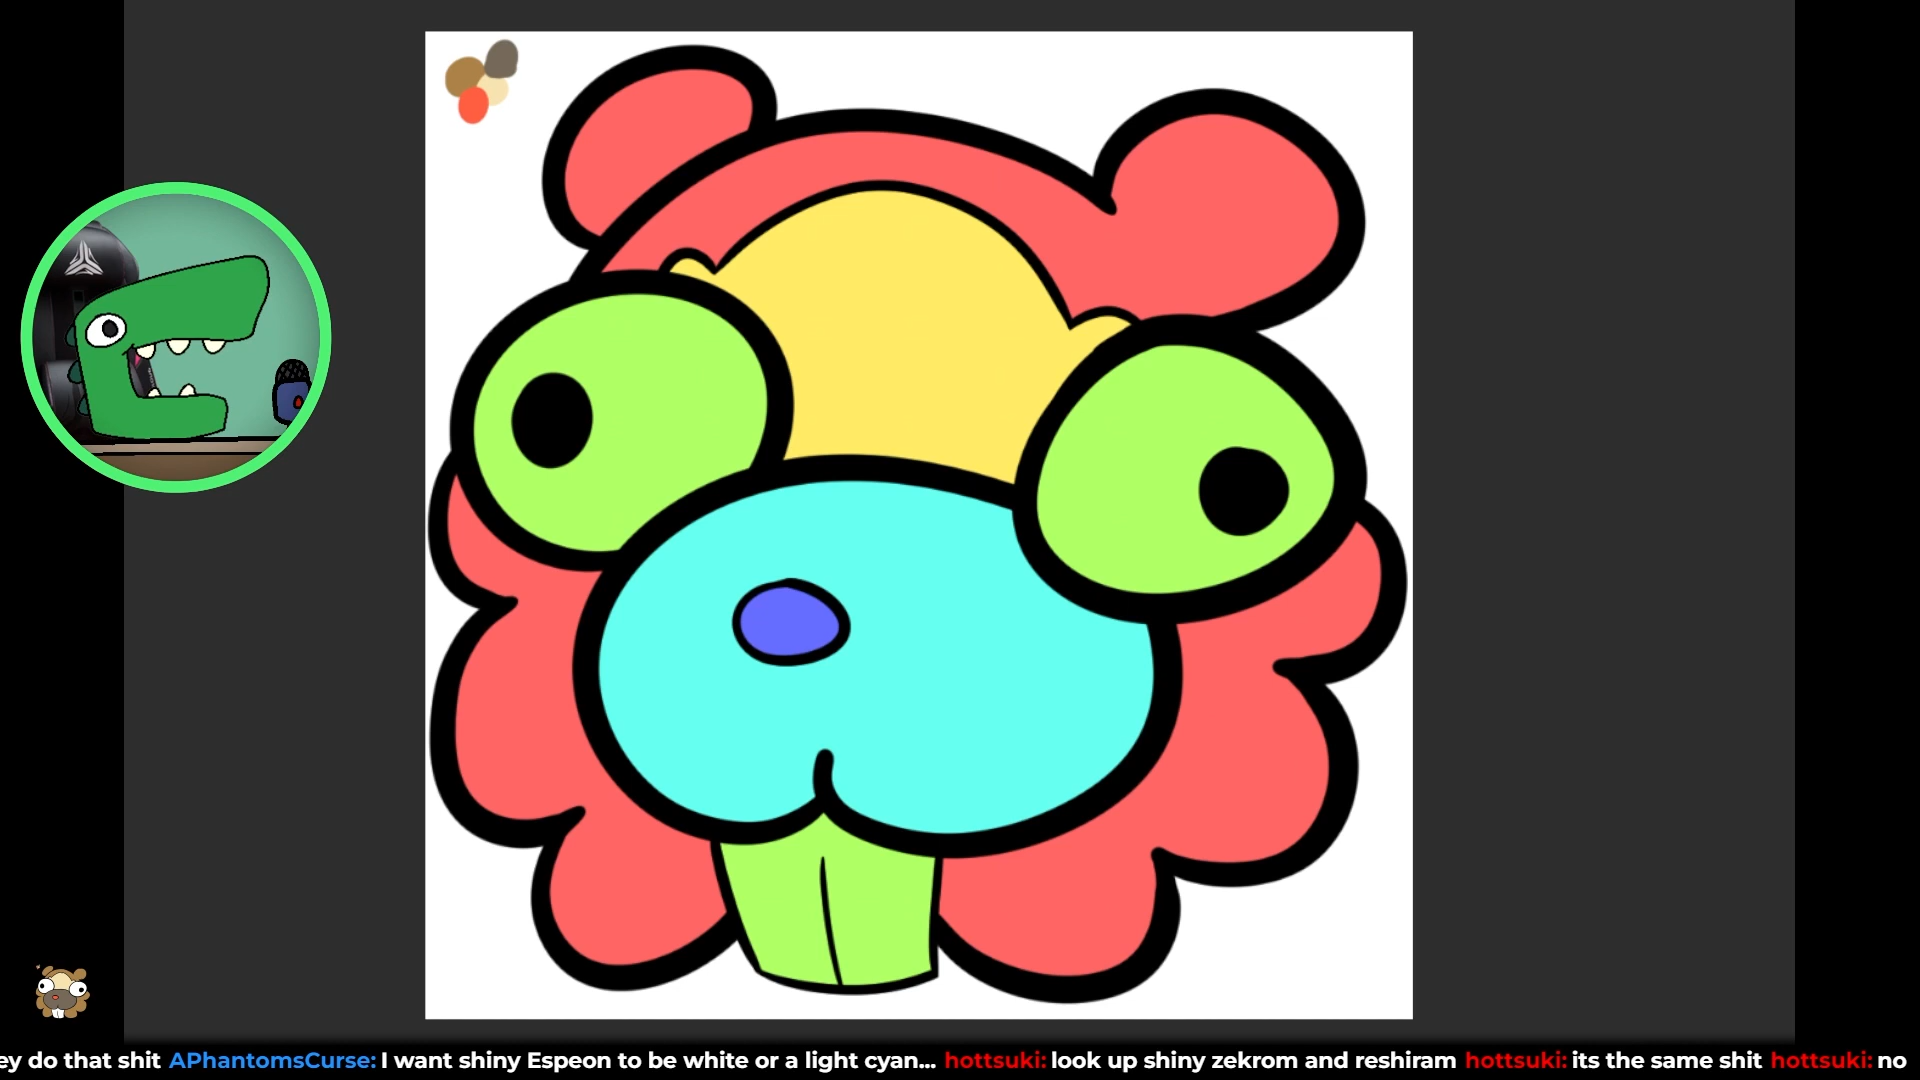 ey do that shit APhantomsCurse: I want shiny Espeon to be white or a light cyan... hottsuki: look up shiny zekrom and reshiram hottsuki: its the same shit hottsuki: no